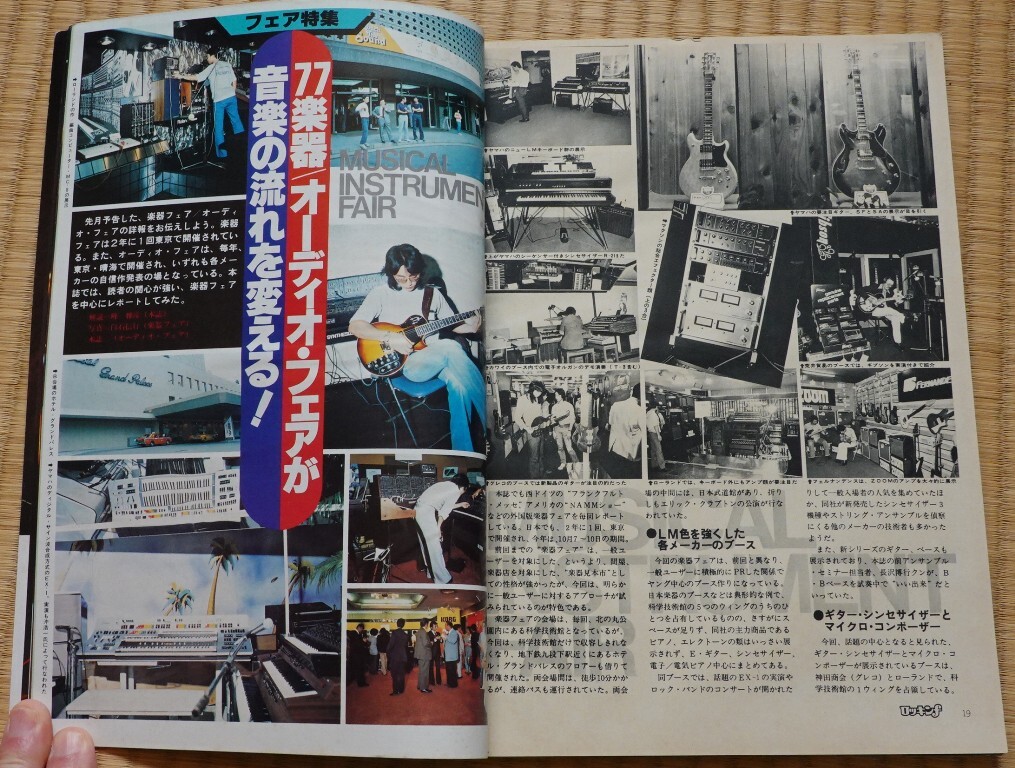 フェア特集
77楽器/オーディオ・フェアが
音楽の流れを変える!
MUSICAL
INSTRUMEN
FAIR
先月予告した、楽器フェア/オーディ
オ・フェアの詳報をお伝えしよう。楽器
フェアは2年に1回東京で開催されてい
る。また、オーディオ・フェアは、毎年、
東京・晴海で開催され、いずれも各メー
カーの自信作発表の場となっている。本
誌では、読者の関心が強い、楽器フェア
を中心にレポートしてみた。
Grand Palace
KORG
ZOOM
FERNANDES
Gibson
本誌でも西ドイツの“フランクフルト
・メッセ”、アメリカの“NAMMショー”
などの外国版楽器フェアを毎回レポート
している。日本でも、2年に1回、東京
で開催され、今年は、10月7～10日の期間。
前回までの“楽器フェア”は、一般ユ
ーザーを対象にした、というより、問屋、
楽器店を対象にした、“楽器見本市”とし
ての性格が強かったが、今回は、明らか
に一般ユーザーに対するアプローチが試
みられているのが特色である。
楽器フェアの会場は、毎回、北の丸公
園内にある科学技術館となっているが、
今回は、科学技術館だけで収容しきれな
くなり、地下鉄九段下駅近くにあるホテ
ル・グランドパレスのフロアーも借りて
開催された。両会場間は、徒歩10分かか
るが、連絡バスも運行されていた。両会
場の中間には、日本武道館があり、折り
しもエリック・クラプトンの公演が行な
われていた。
●LM色を強くした
各メーカーのブース
今回の楽器フェアは、前回と異なり、
一般ユーザーに積極的にPRした関係で
ヤング中心のブース作りになっている。
日本楽器のブースなどは典型的な例で、
科学技術館の5つのウィングのうちのひ
とつを占有しているものの、さすがにス
ペースが足りず、同社の主力商品である
ピアノ、エレクトーンの類はいっさい展
示されず、E・ギター、シンセサイザー、
電子/電気ピアノ中心にまとめてある。
同ブースでは、話題のEX-1の実演や
ロック・バンドのコンサートが開かれた
りして一般入場者の人気を集めていたほ
か、同社が新発売したシンセサイザー3
機種やストリング・アンサンブルを偵察
にくる他のメーカーの技術者も多かった
ようだ。
また、新シリーズのギター、ベースも
展示されており、本誌の前アンサンブル
・セミナー担当者、長沢博行クンが、B
・Bベースを試奏中で“いい出来”だと
いっていた。
●ギター・シンセサイザーと
マイクロ・コンポーザー
今回、話題の中心となると見られた、
ギター・シンセサイザーとマイクロ・コ
ンポーザーが展示されているブースは、
神田商会(グレコ)とローランドで、科
学技術館の1ウィングを占領している。
ロッキングf
19